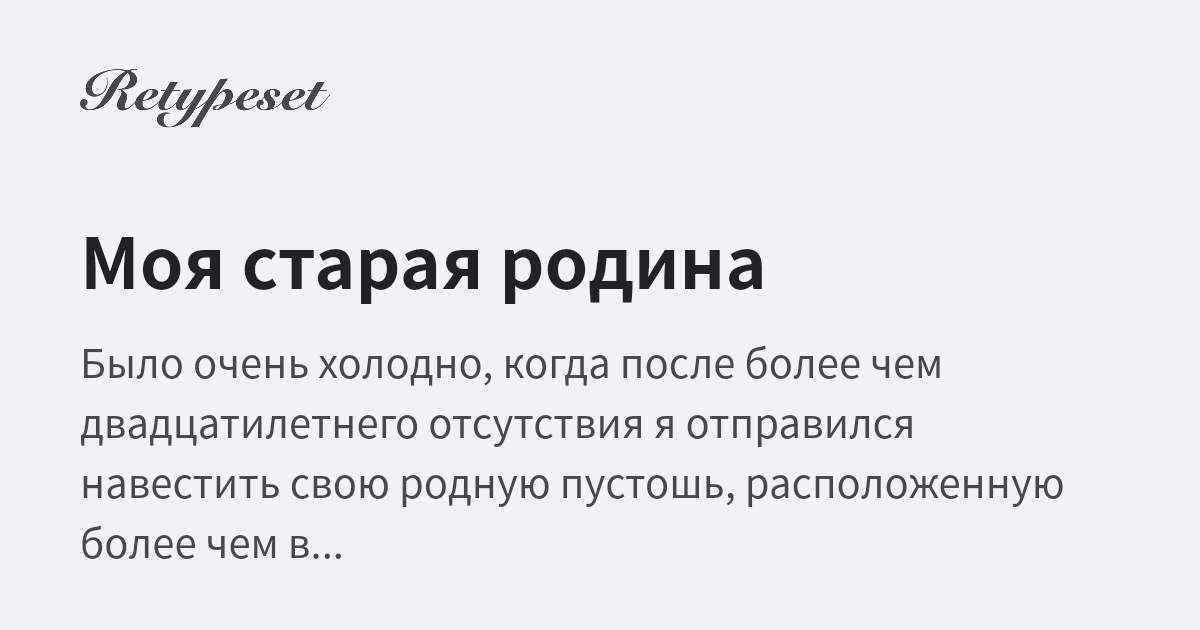 Retypeset
Моя старая родина
Было очень холодно, когда после более чем
двадцатилетнего отсутствия я отправился
навестить свою родную пустошь, расположенную
более чем в...